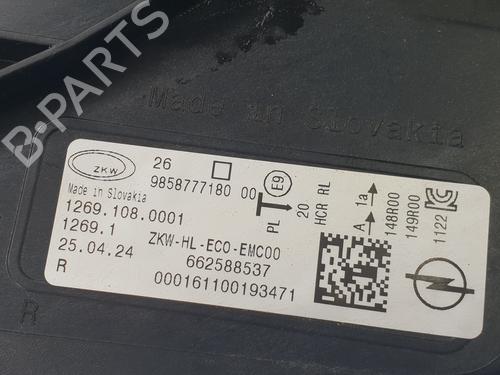 Made in Slovakia
B-PARTS
ZKW
26
9858777180 00
E9
Made in Slovakia
1269.108.0001
1269.1
25.04.24
R
ZKW-HL-ECO-EMC00
662588537
000161100193471
PL
20
HCR RL
A 1a
148R00
149R00
1122
R